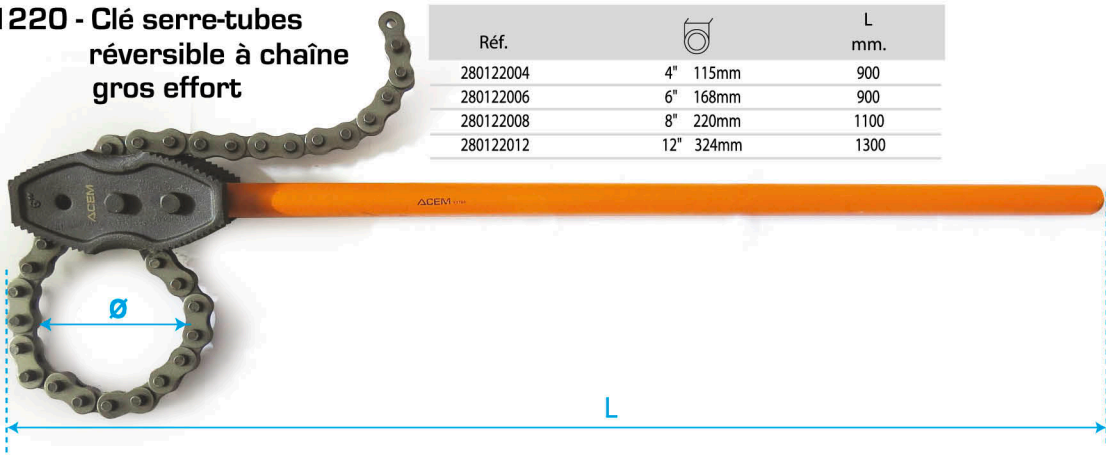 1220 - Clé serre-tubes
réversible à chaîne
gros effort
Réf. L
mm.
280122004 4" 115mm 900
280122006 6" 168mm 900
280122008 8" 220mm 1100
280122012 12" 324mm 1300
ACEM
ACEM
Ø
L